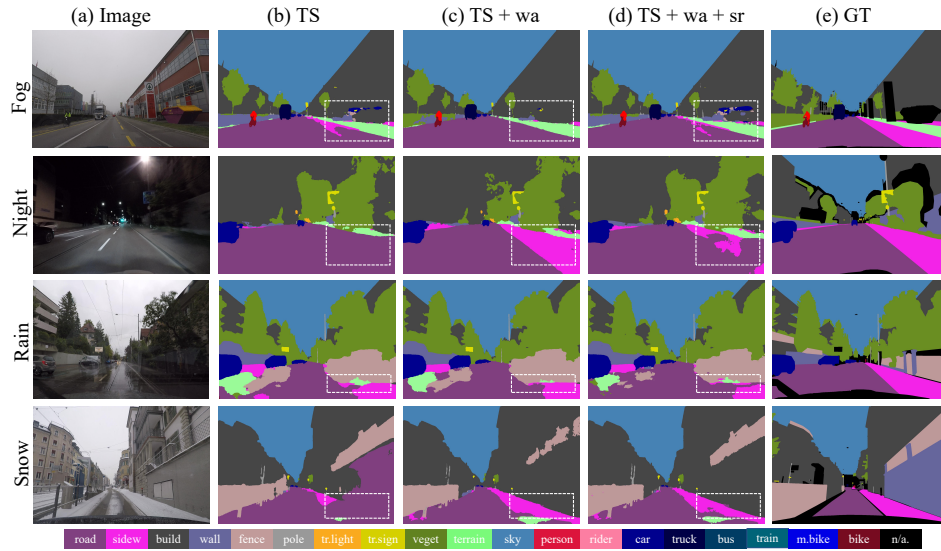 (a) Image (b) TS (c) TS + wa (d) TS + wa + sr (e) GT
Fog
Night
Rain
Snow
road sidew build wall fence pole tr.light tr.sign veget terrain sky person rider car truck bus train m.bike bike n/a.